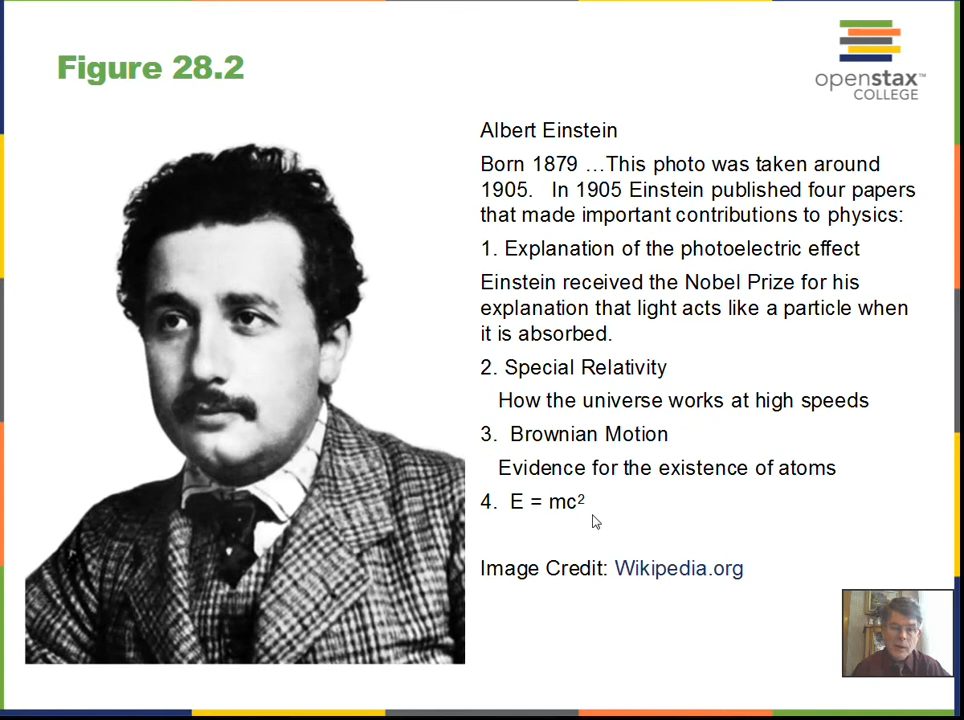 Figure 28.2
openstax™
COLLEGE
Albert Einstein
Born 1879 …This photo was taken around
1905.   In 1905 Einstein published four papers
that made important contributions to physics:
1. Explanation of the photoelectric effect
Einstein received the Nobel Prize for his
explanation that light acts like a particle when
it is absorbed.
2. Special Relativity
How the universe works at high speeds
3.  Brownian Motion
Evidence for the existence of atoms
4.  E = mc²
Image Credit: Wikipedia.org